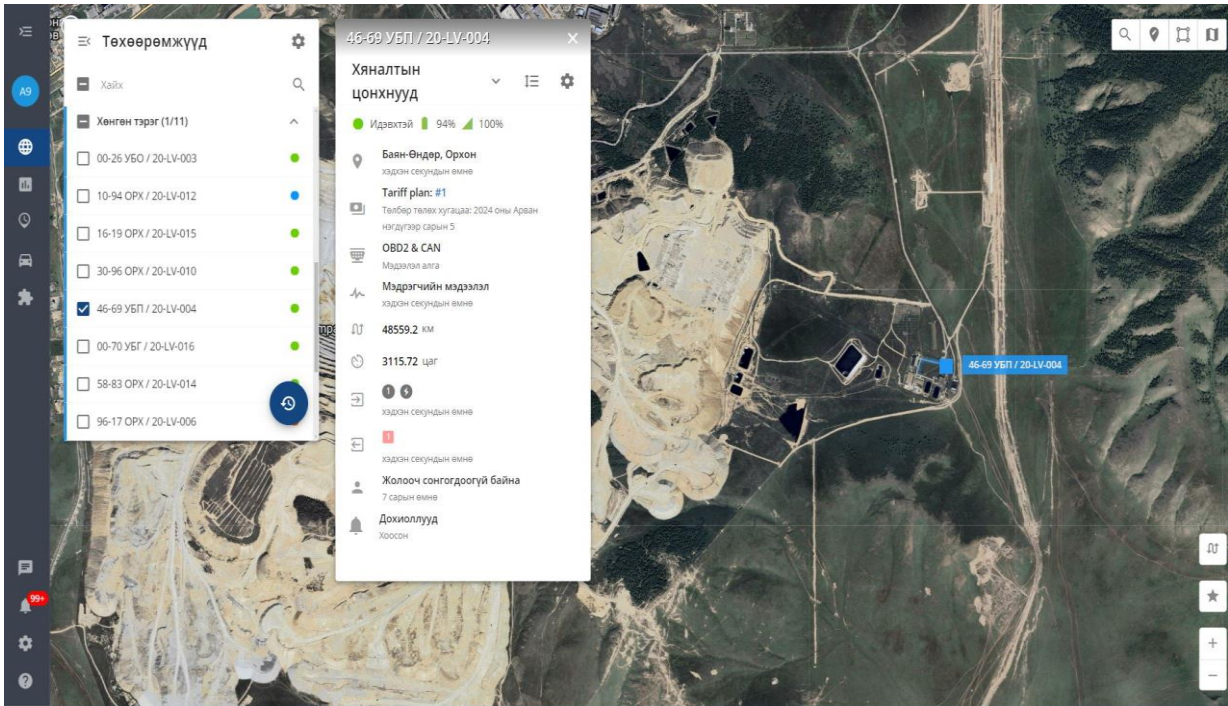 A9
99+
Төхөөрөмжүүд
Хайх
Хөнгөн тэрэг (1/11)
00-26 УБО / 20-LV-003
10-94 ОРХ / 20-LV-012
16-19 ОРХ / 20-LV-015
30-96 ОРХ / 20-LV-010
46-69 УБП / 20-LV-004
00-70 УБГ / 20-LV-016
58-83 ОРХ / 20-LV-014
96-17 ОРХ / 20-LV-006
46-69 УБП / 20-LV-004
Хяналтын
цонхнууд
Идэвхтэй 94% 100%
Баян-Өндөр, Орхон
хэдхэн секундын өмнө
Tariff plan: #1
Төлбөр төлөх хугацаа: 2024 оны Арван
нэгдүгээр сарын 5
OBD2 & CAN
Мэдээлэл алга
Мэдрэгчийн мэдээлэл
хэдхэн секундын өмнө
48559.2 км
3115.72 цаг
1
хэдхэн секундын өмнө
1
хэдхэн секундын өмнө
Жолооч сонгогдоогүй байна
7 сарын өмнө
Дохиоллууд
Хоосон
46-69 УБП / 20-LV-004